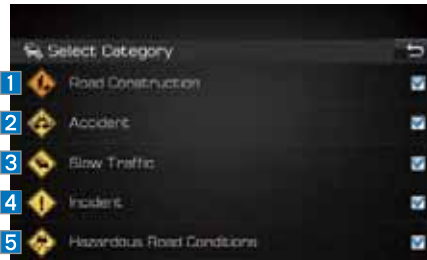 Select Category
1 Road Construction
2 Accident
3 Slow Traffic
4 Incident
5 Hazardous Road Conditions